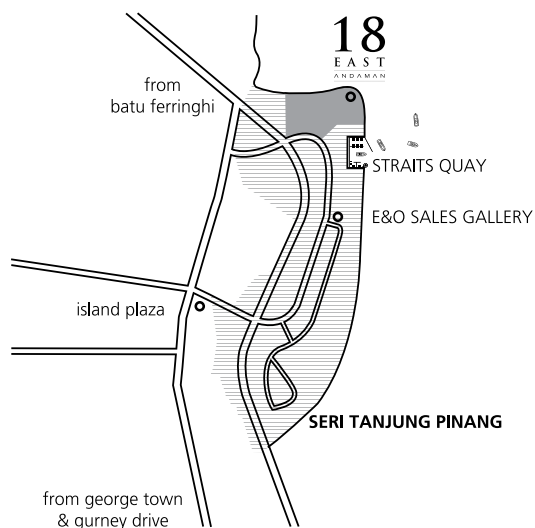 18
EAST
ANDAMAN
from
batu ferringhi
STRAITS QUAY
E&O SALES GALLERY
island plaza
SERI TANJUNG PINANG
from george town
& gurney drive